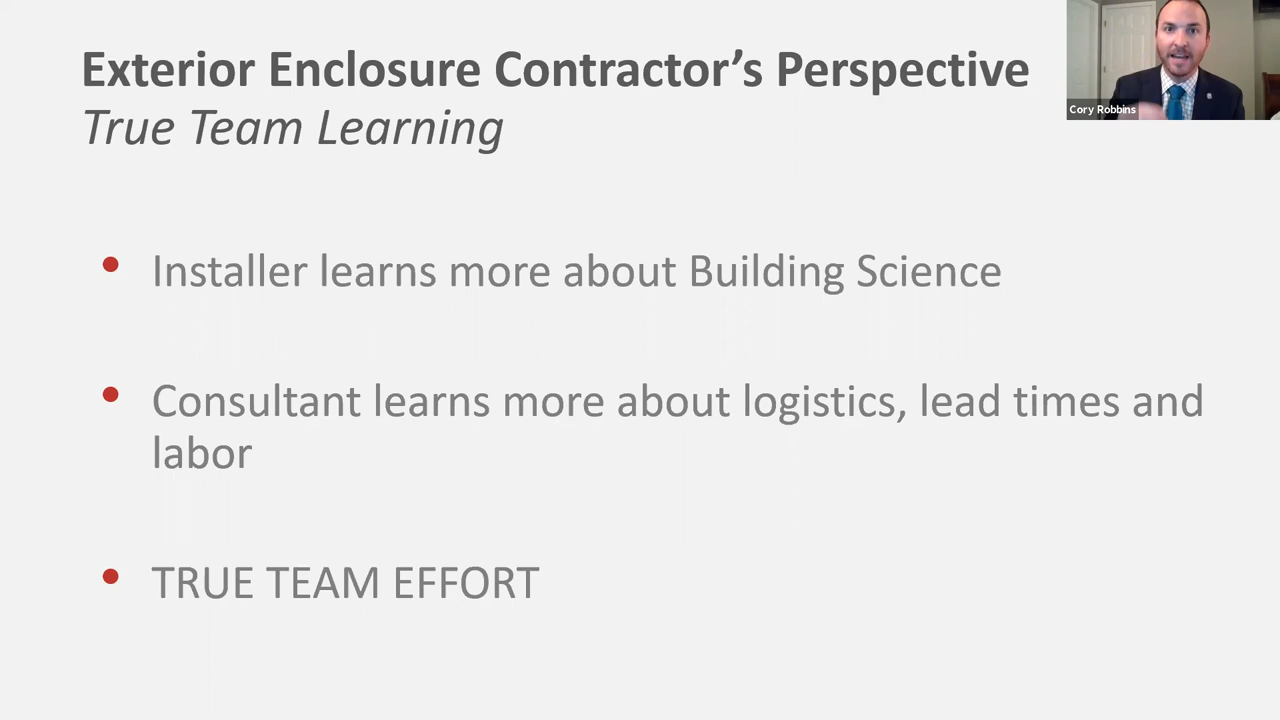 Exterior Enclosure Contractor’s Perspective
True Team Learning
Cory Robbins
• Installer learns more about Building Science
• Consultant learns more about logistics, lead times and
labor
• TRUE TEAM EFFORT